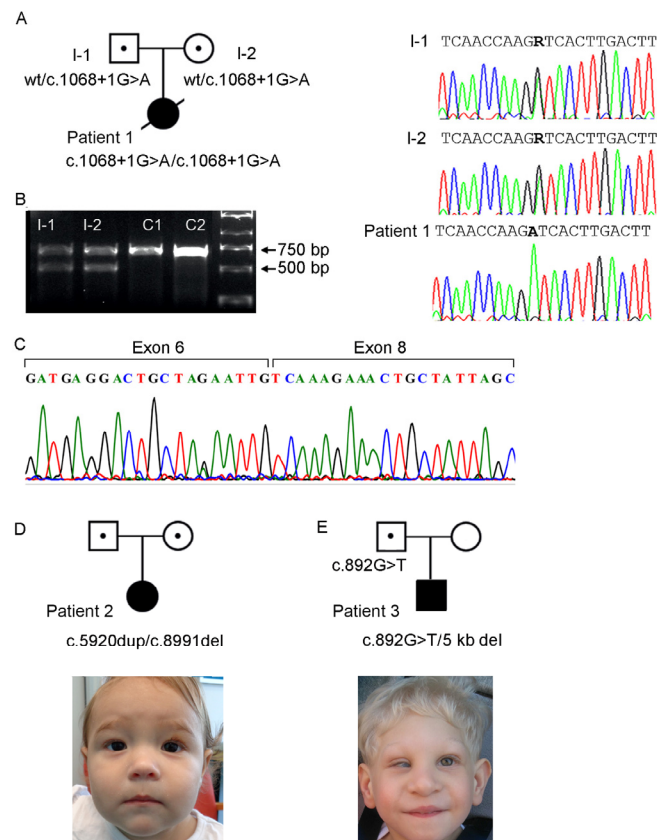 A
I-1
I-2
wt/c.1068+1G>A
wt/c.1068+1G>A
Patient 1
c.1068+1G>A/c.1068+1G>A
I-1
TCAACCAAGRTCACTTGACTT
I-2
TCAACCAAGRTCACTTGACTT
Patient 1
TCAACCAAGATCACTTGACTT
B
I-1
I-2
C1
C2
750 bp
500 bp
C
Exon 6
Exon 8
GATGAGGACTGCTAGAATTGTCAAAGAAACTGCTATTAGC
D
Patient 2
c.5920dup/c.8991del
E
c.892G>T
Patient 3
c.892G>T/5 kb del